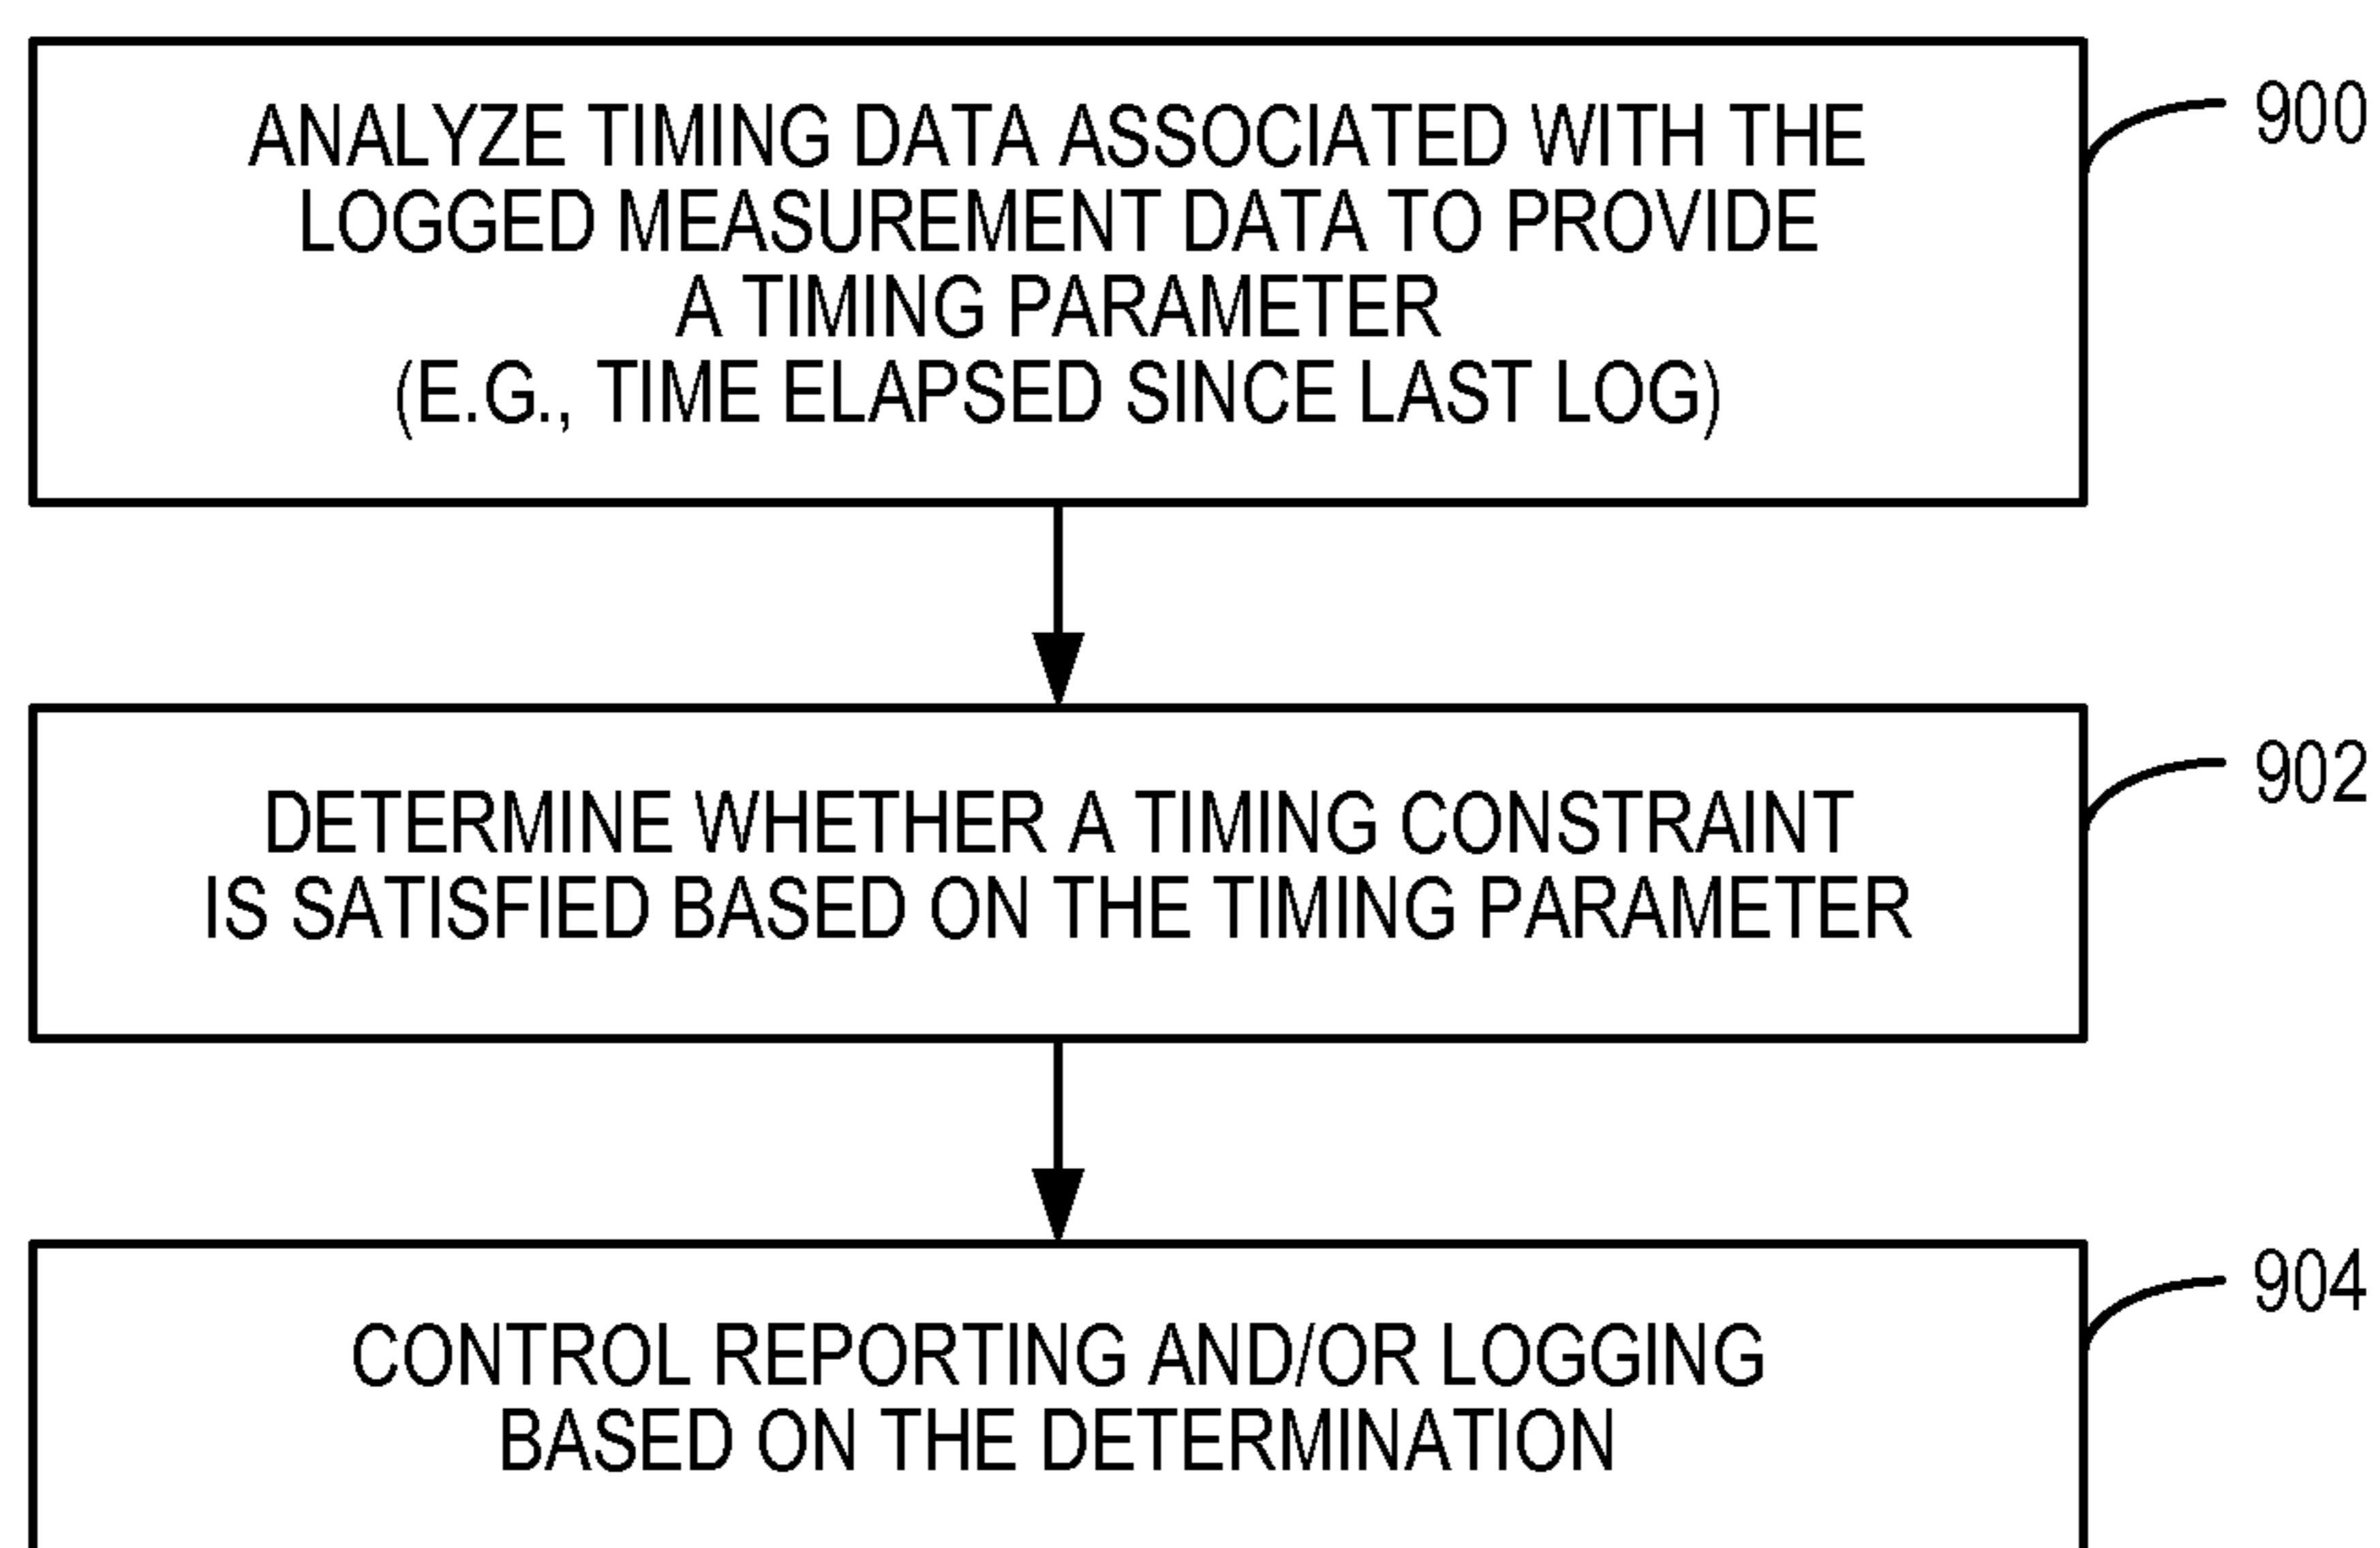 ANALYZE TIMING DATA ASSOCIATED WITH THE
LOGGED MEASUREMENT DATA TO PROVIDE
A TIMING PARAMETER
(E.G., TIME ELAPSED SINCE LAST LOG)
900
DETERMINE WHETHER A TIMING CONSTRAINT
IS SATISFIED BASED ON THE TIMING PARAMETER
902
CONTROL REPORTING AND/OR LOGGING
BASED ON THE DETERMINATION
904